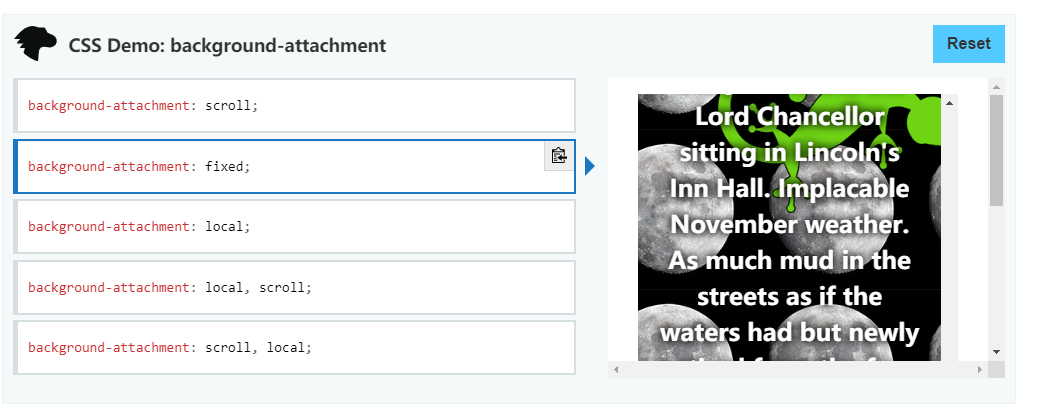 CSS Demo: background-attachment
Reset
background-attachment: scroll;
background-attachment: fixed;
background-attachment: local;
background-attachment: local, scroll;
background-attachment: scroll, local;
Lord Chancellor
sitting in Lincoln's
Inn Hall. Implacable
November weather.
As much mud in the
streets as if the
waters had but newly